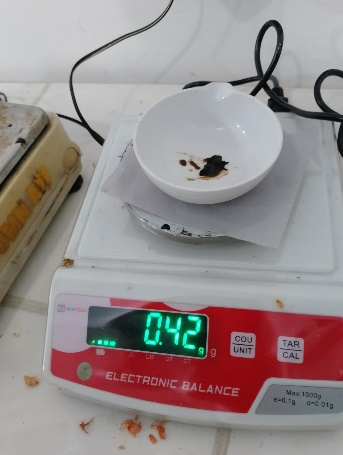 0.42
g
COU
UNIT
TAR
CAL
ELECTRONIC BALANCE
Max 1000g
e=0.1g d=0.01g